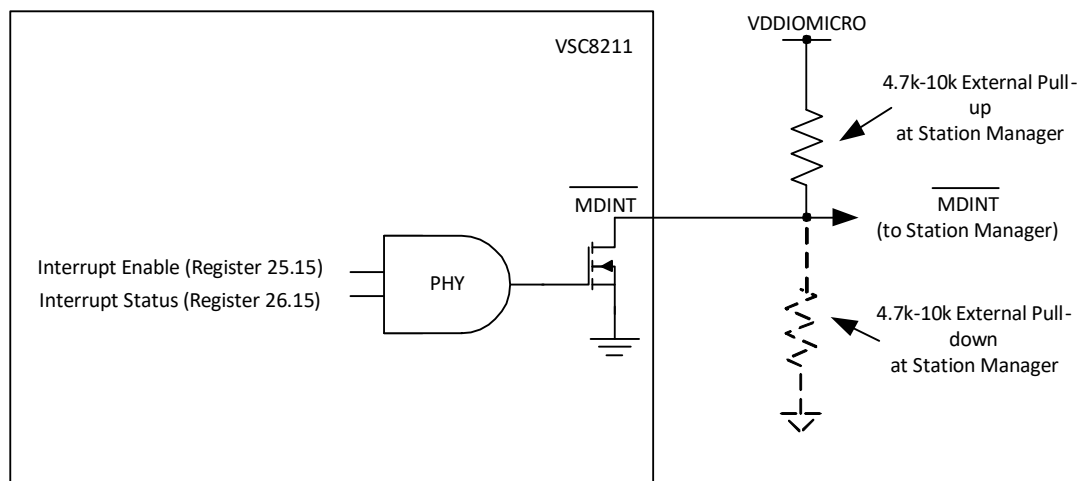 VSC8211
VDDIOMICRO
4.7k-10k External Pull-
up
at Station Manager
MDINT
MDINT
(to Station Manager)
Interrupt Enable (Register 25.15)
Interrupt Status (Register 26.15)
PHY
4.7k-10k External Pull-
down
at Station Manager